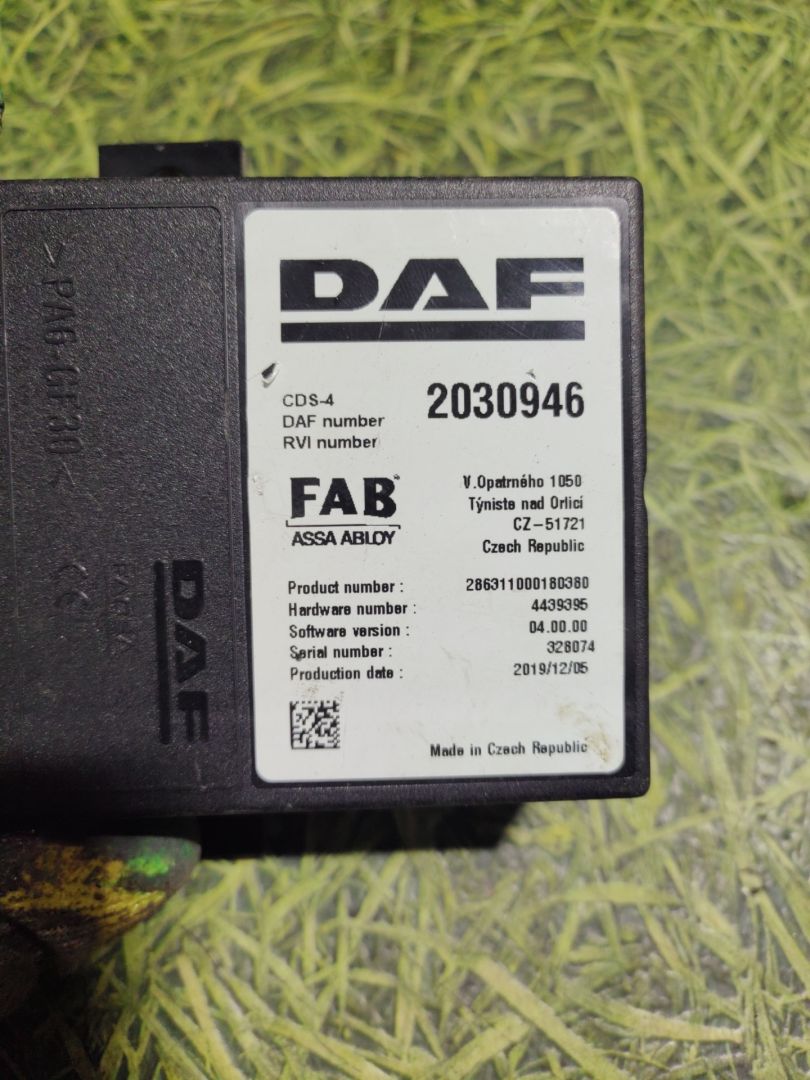 DAF
CDS-4
DAF number 2030946
RVI number
FAB
ASSA ABLOY
V.Opatrného 1050
Týniste nad Orlicí
CZ-51721
Czech Republic
Product number : 286311000180380
Hardware number : 4439395
Software version : 04.00.00
Serial number : 328074
Production date : 2019/12/05
Made in Czech Republic
>PA6-GF30<
CE
DAF
PACCAR